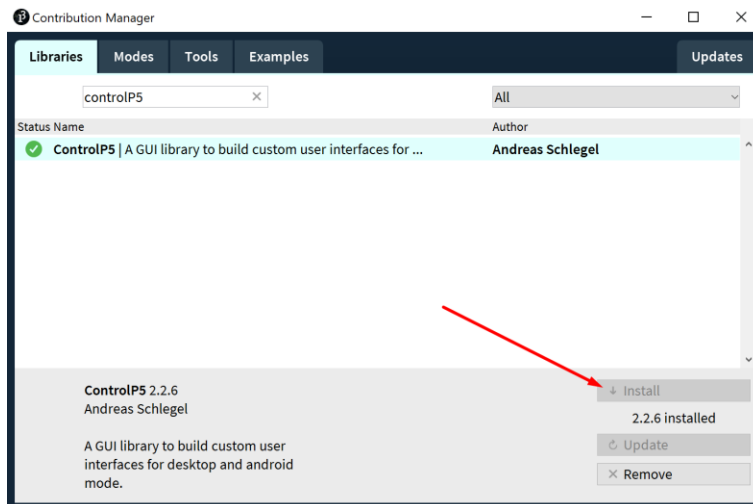 Contribution Manager
Libraries Modes Tools Examples Updates
controlP5 All
Status Name Author
ControlP5 | A GUI library to build custom user interfaces for ... Andreas Schlegel
ControlP5 2.2.6
Andreas Schlegel
A GUI library to build custom user
interfaces for desktop and android
mode.
Install
2.2.6 installed
Update
Remove